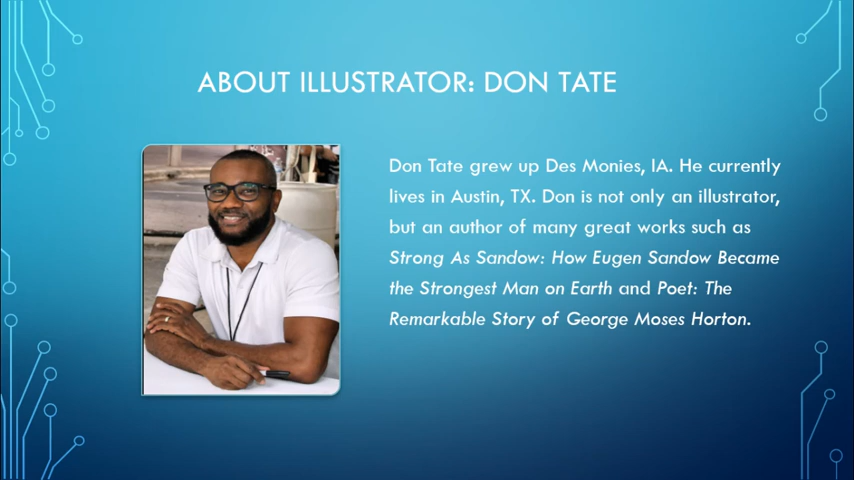 ABOUT ILLUSTRATOR: DON TATE
Don Tate grew up Des Monies, IA. He currently
lives in Austin, TX. Don is not only an illustrator,
but an author of many great works such as
Strong As Sandow: How Eugen Sandow Became
the Strongest Man on Earth and Poet: The
Remarkable Story of George Moses Horton.